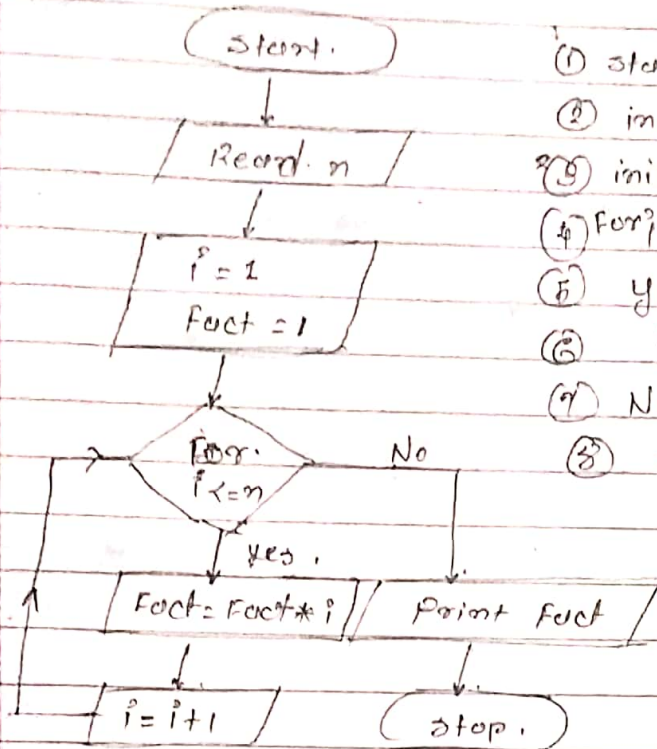 Start.
Read. n
i = 1
Fact = 1
For.
i <= n
No
yes.
Fact = Fact * i
Print Fact
i = i + 1
stop.
① sta
② in
③ ini
④ For i
⑤ y
⑥
⑦ N
⑧